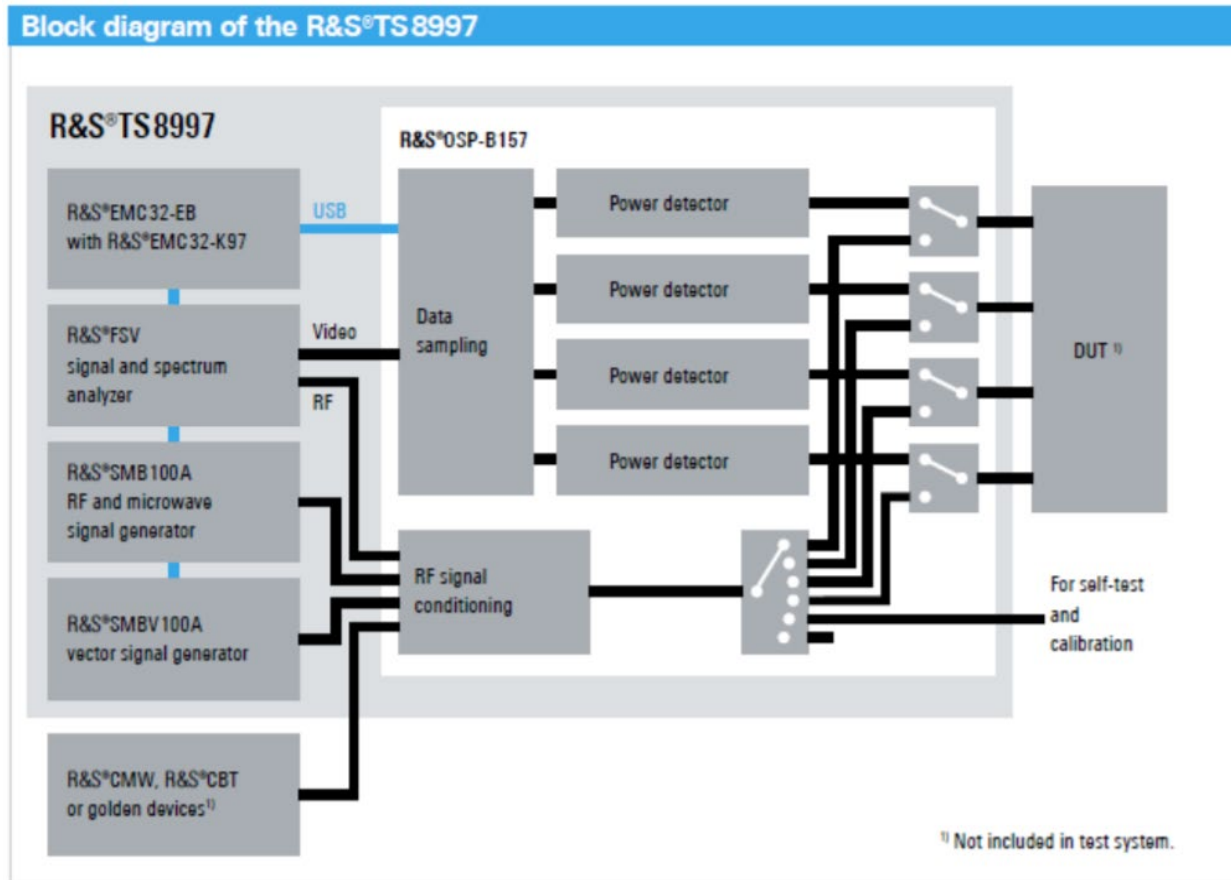 Block diagram of the R&S®TS8997
R&S®TS8997
R&S®OSP-B157
R&S®EMC32-EB
with R&S®EMC32-K97
USB
R&S®FSV
signal and spectrum
analyzer
Video
RF
R&S®SMB100A
RF and microwave
signal generator
R&S®SMBV100A
vector signal generator
R&S®CMW, R&S®CBT
or golden devices¹⁾
Data
sampling
Power detector
Power detector
Power detector
Power detector
RF signal
conditioning
DUT ¹⁾
For self-test
and
calibration
¹⁾ Not included in test system.